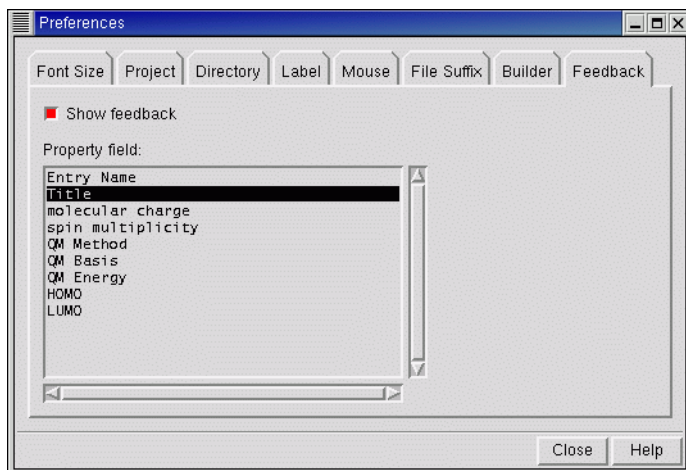 Preferences
Font Size Project Directory Label Mouse File Suffix Builder Feedback
Show feedback
Property field:
Entry Name
Title
molecular charge
spin multiplicity
QM Method
QM Basis
QM Energy
HOMO
LUMO
Close Help